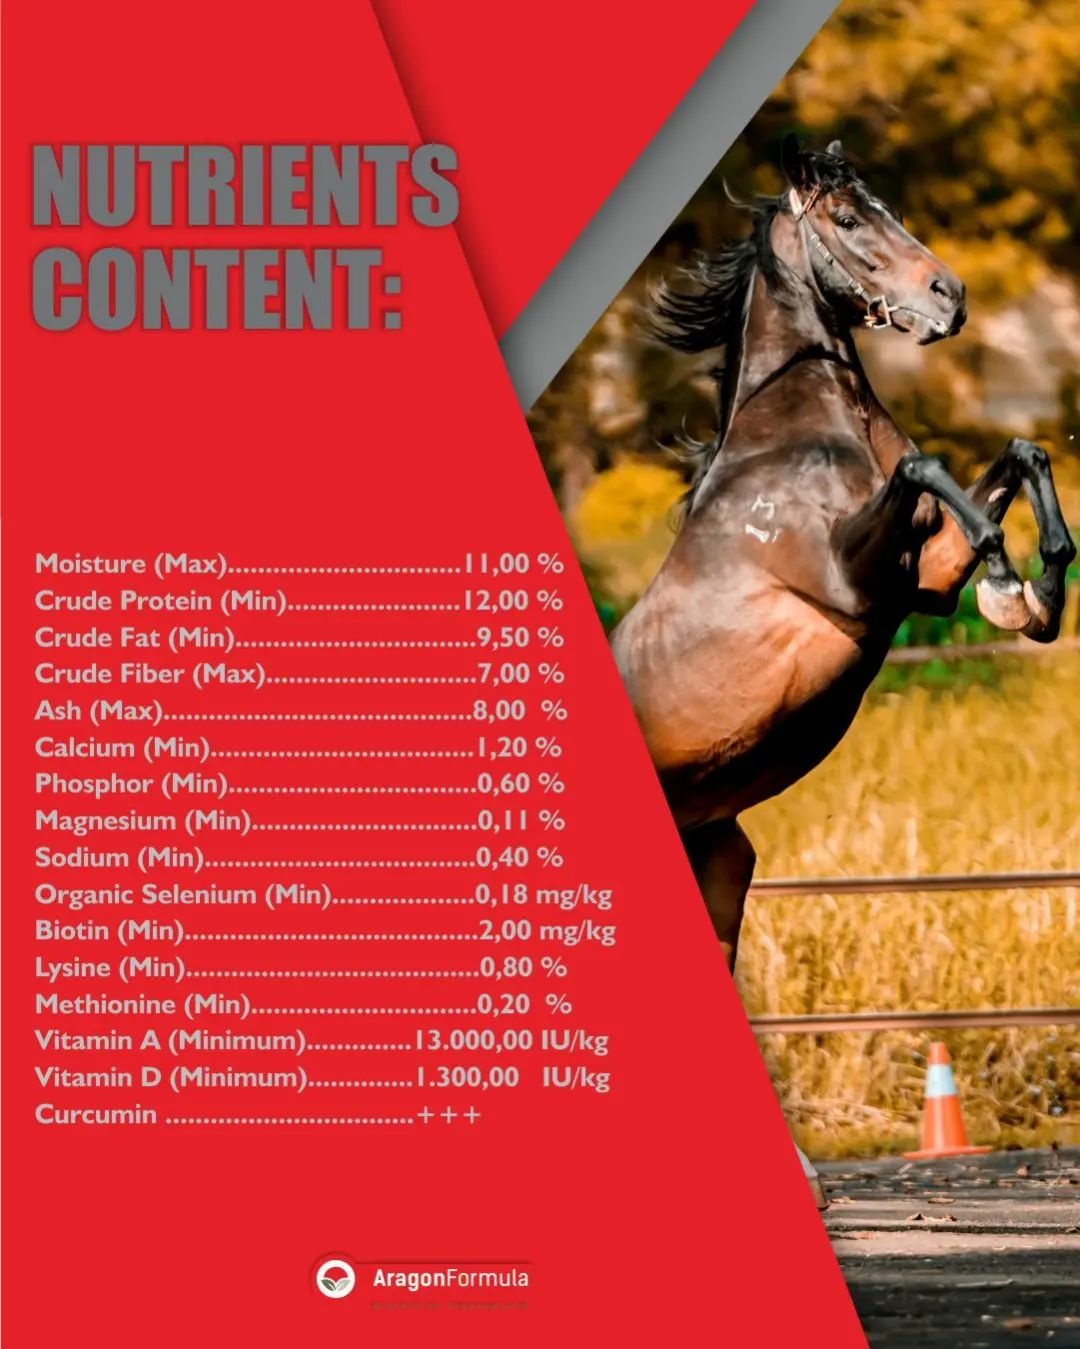 NUTRIENTS
CONTENT:
Moisture (Max)...............................11,00 %
Crude Protein (Min).......................12,00 %
Crude Fat (Min)................................9,50 %
Crude Fiber (Max)............................7,00 %
Ash (Max).........................................8,00 %
Calcium (Min)...................................1,20 %
Phosphor (Min).................................0,60 %
Magnesium (Min)..............................0,11 %
Sodium (Min)....................................0,40 %
Organic Selenium (Min)...................0,18 mg/kg
Biotin (Min).......................................2,00 mg/kg
Lysine (Min).......................................0,80 %
Methionine (Min)..............................0,20 %
Vitamin A (Minimum)..............13.000,00 IU/kg
Vitamin D (Minimum)..............1.300,00 IU/kg
Curcumin .................................+++
AragonFormula